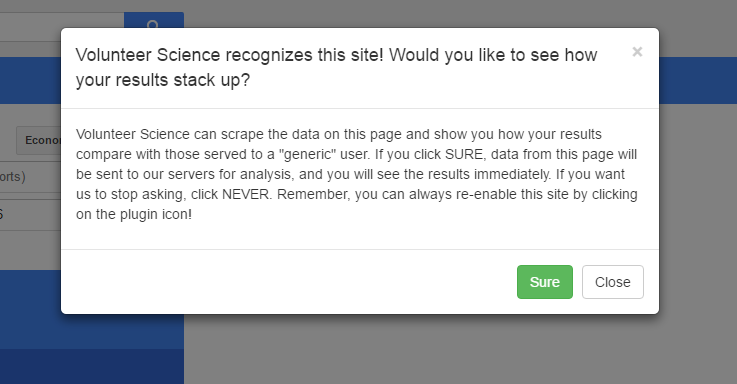 Volunteer Science recognizes this site! Would you like to see how
your results stack up?
×
Volunteer Science can scrape the data on this page and show you how your results
compare with those served to a "generic" user. If you click SURE, data from this page will
be sent to our servers for analysis, and you will see the results immediately. If you want
us to stop asking, click NEVER. Remember, you can always re-enable this site by clicking
on the plugin icon!
Sure
Close
Econo
orts)